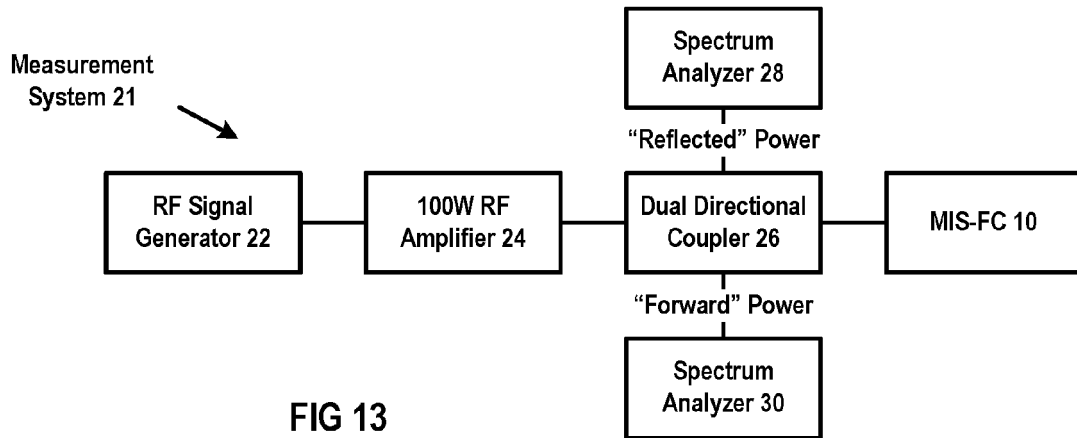 Measurement
System 21
Spectrum
Analyzer 28
“Reflected” Power
RF Signal
Generator 22
100W RF
Amplifier 24
Dual Directional
Coupler 26
MIS-FC 10
“Forward” Power
Spectrum
Analyzer 30
FIG 13